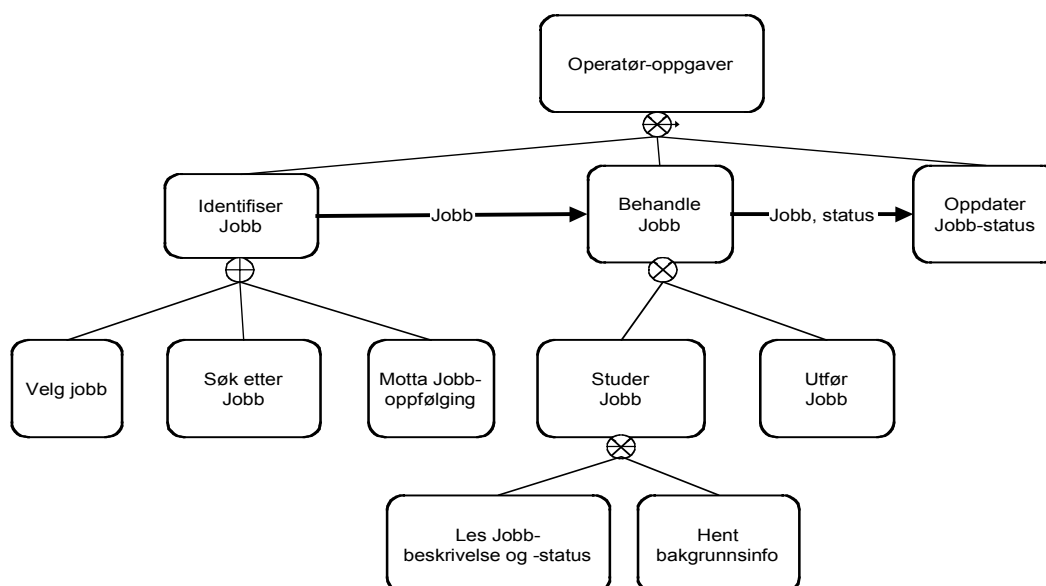 Operatør-oppgaver
Identifiser
Jobb
Jobb
Behandle
Jobb
Jobb, status
Oppdater
Jobb-status
Velg jobb
Søk etter
Jobb
Motta Jobb-
oppfølging
Studer
Jobb
Utfør
Jobb
Les Jobb-
beskrivelse og -status
Hent
bakgrunnsinfo